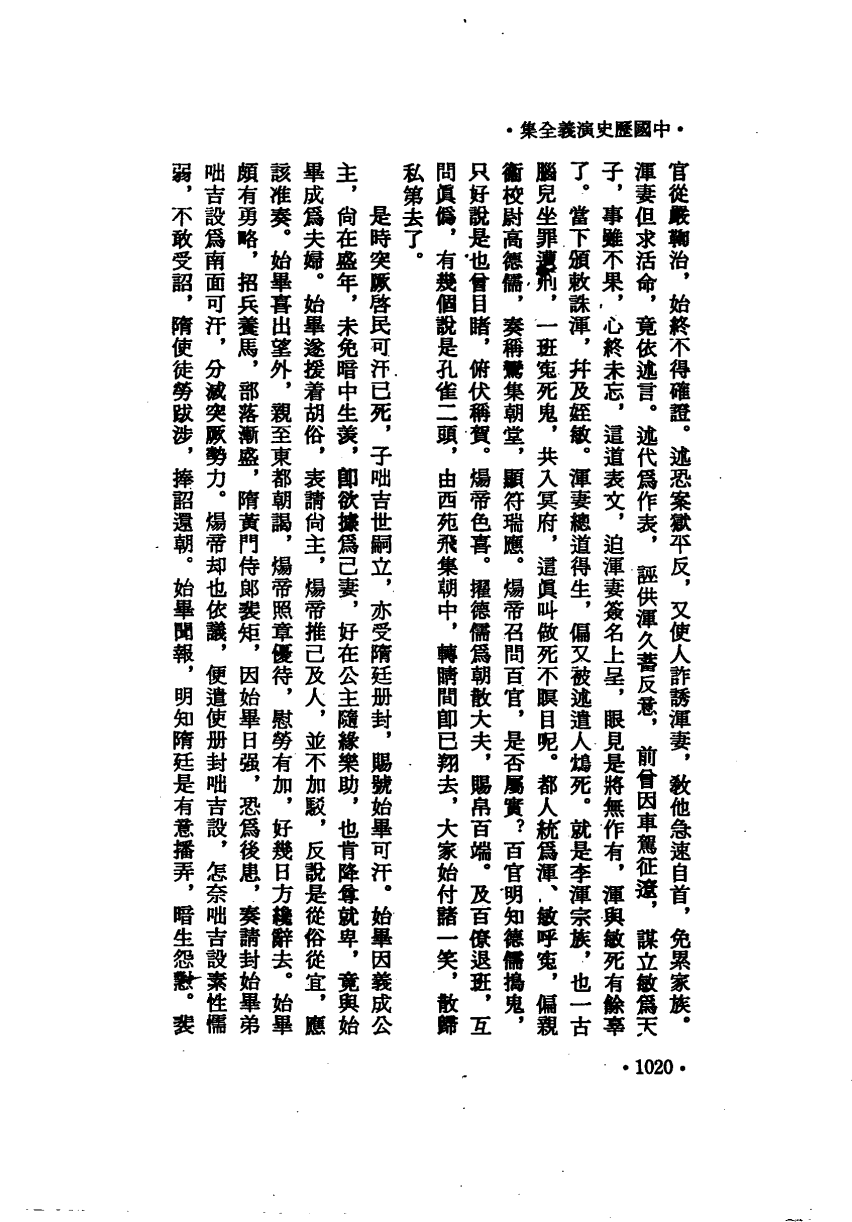 •中國歷史演義全集•
官從嚴鞫治，始終不得確證。述恐案獄平反，又使人詐誘渾妻，敎他急速自首，免累家族。
渾妻但求活命，竟依述言。述代爲作表，誣供渾久蓄反意，前曾因車駕征遼，謀立敏爲天
子，事雖不果，心終未忘，這道表文，迫渾妻簽名上呈，眼見是將無作有，渾與敏死有餘辜
了。當下頒敕誅渾，幷及姪敏。渾妻總道得生，偏又被述遣人鴆死。就是李渾宗族，也一古
腦兒坐罪遭刑，一班寃死鬼，共入冥府，這眞叫做死不瞑目呢。都人統爲渾、敏呼寃，偏親
衞校尉高德儒，奏稱鸞集朝堂，顯符瑞應。煬帝召問百官，是否屬實？百官明知德儒搗鬼，
只好說是也曾目睹，俯伏稱賀。煬帝色喜。擢德儒爲朝散大夫，賜帛百端。及百僚退班，互
問眞僞，有幾個說是孔雀二頭，由西苑飛集朝中，轉睛間卽已翔去，大家始付諸一笑，散歸
私第去了。
是時突厥啓民可汗已死，子咄吉世嗣立，亦受隋廷册封，賜號始畢可汗。始畢因義成公
主，尙在盛年，未免暗中生羨，卽欲據爲己妻，好在公主隨緣樂助，也肯降尊就卑，竟與始
畢成爲夫婦。始畢遂援着胡俗，表請尙主，煬帝推己及人，並不加駁，反說是從俗從宜，應
該准奏。始畢喜出望外，親至東都朝謁，煬帝照章優待，慰勞有加，好幾日方纔辭去。始畢
頗有勇略，招兵養馬，部落漸盛，隋黃門侍郞裴矩，因始畢日强，恐爲後患，奏請封始畢弟
咄吉設爲南面可汗，分減突厥勢力。煬帝却也依議，便遣使册封咄吉設，怎奈咄吉設素性懦
弱，不敢受詔，隋使徒勞跋涉，捧詔還朝。始畢聞報，明知隋廷是有意播弄，暗生怨懟。裴
•1020•